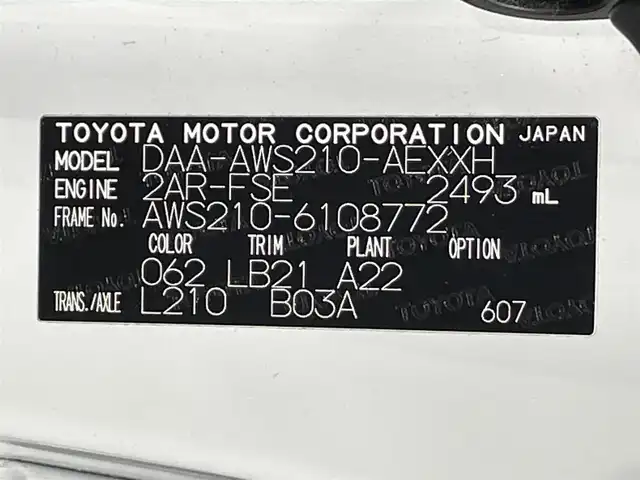 TOYOTA MOTOR CORPORATION JAPAN
MODEL DAA-AWS210-AEXXH
ENGINE 2AR-FSE 2493 mL
FRAME No. AWS210-6108772
COLOR TRIM PLANT OPTION
062 LB21 A22
TRANS./AXLE L210 B03A 607